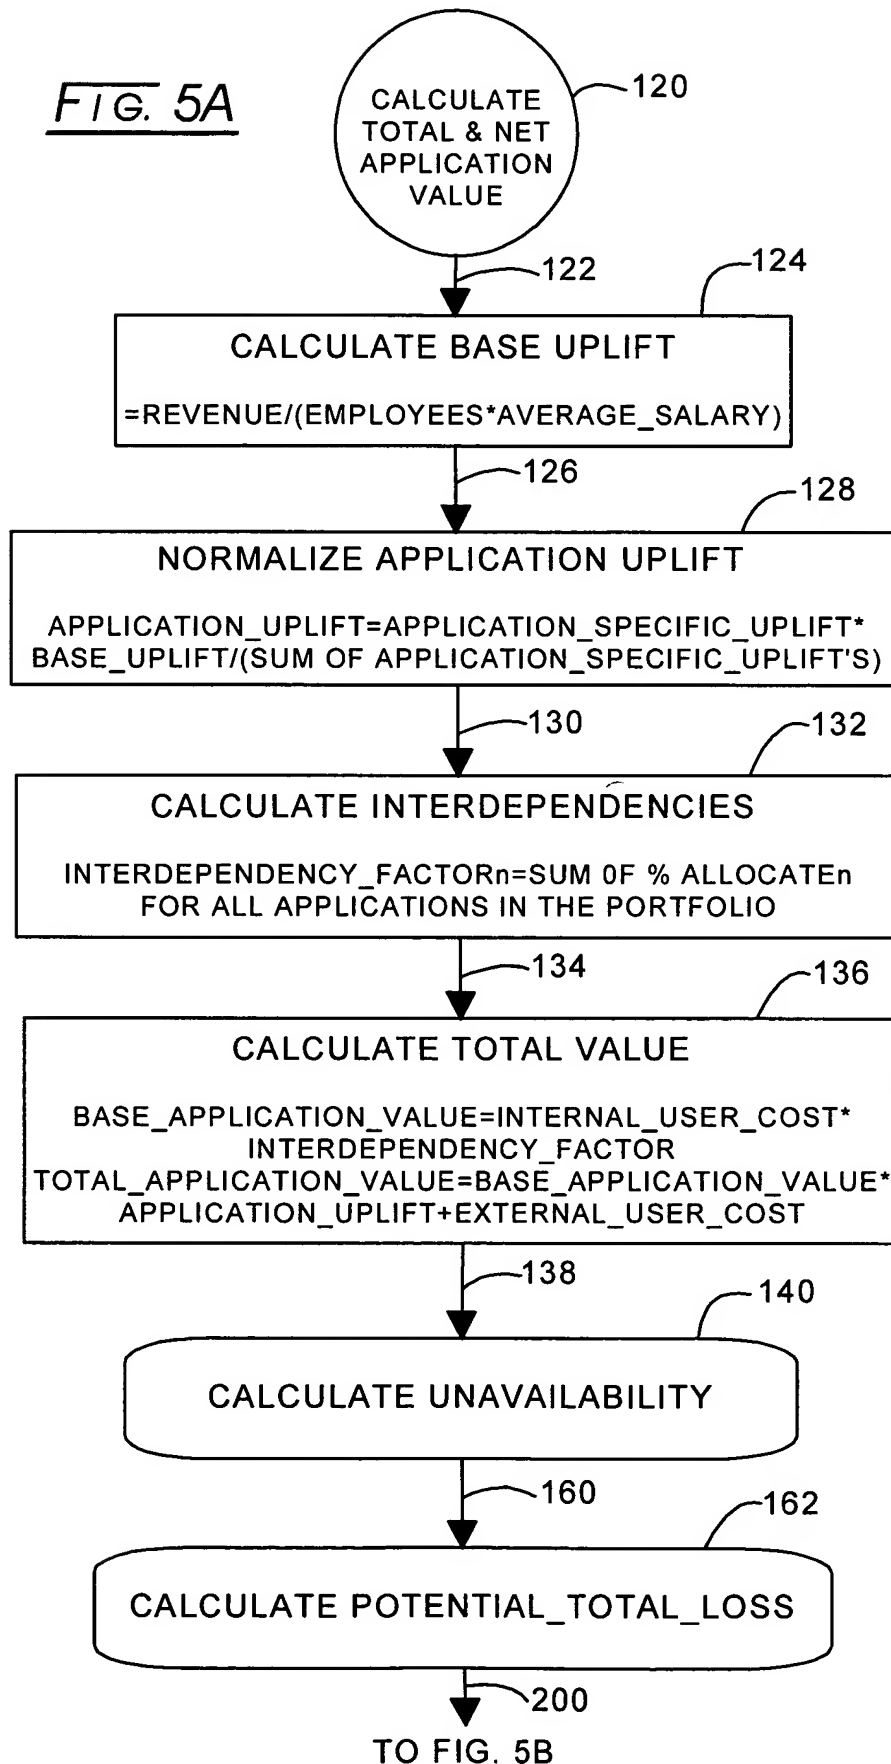 FIG. 5A
CALCULATE
TOTAL & NET
APPLICATION
VALUE
120
122
124
CALCULATE BASE UPLIFT
=REVENUE/(EMPLOYEES*AVERAGE_SALARY)
126
128
NORMALIZE APPLICATION UPLIFT
APPLICATION_UPLIFT=APPLICATION_SPECIFIC_UPLIFT*
BASE_UPLIFT/(SUM OF APPLICATION_SPECIFIC_UPLIFT'S)
130
132
CALCULATE INTERDEPENDENCIES
INTERDEPENDENCY_FACTORn=SUM 0F % ALLOCATEn
FOR ALL APPLICATIONS IN THE PORTFOLIO
134
136
CALCULATE TOTAL VALUE
BASE_APPLICATION_VALUE=INTERNAL_USER_COST*
INTERDEPENDENCY_FACTOR
TOTAL_APPLICATION_VALUE=BASE_APPLICATION_VALUE*
APPLICATION_UPLIFT+EXTERNAL_USER_COST
138
140
CALCULATE UNAVAILABILITY
160
162
CALCULATE POTENTIAL_TOTAL_LOSS
200
TO FIG. 5B